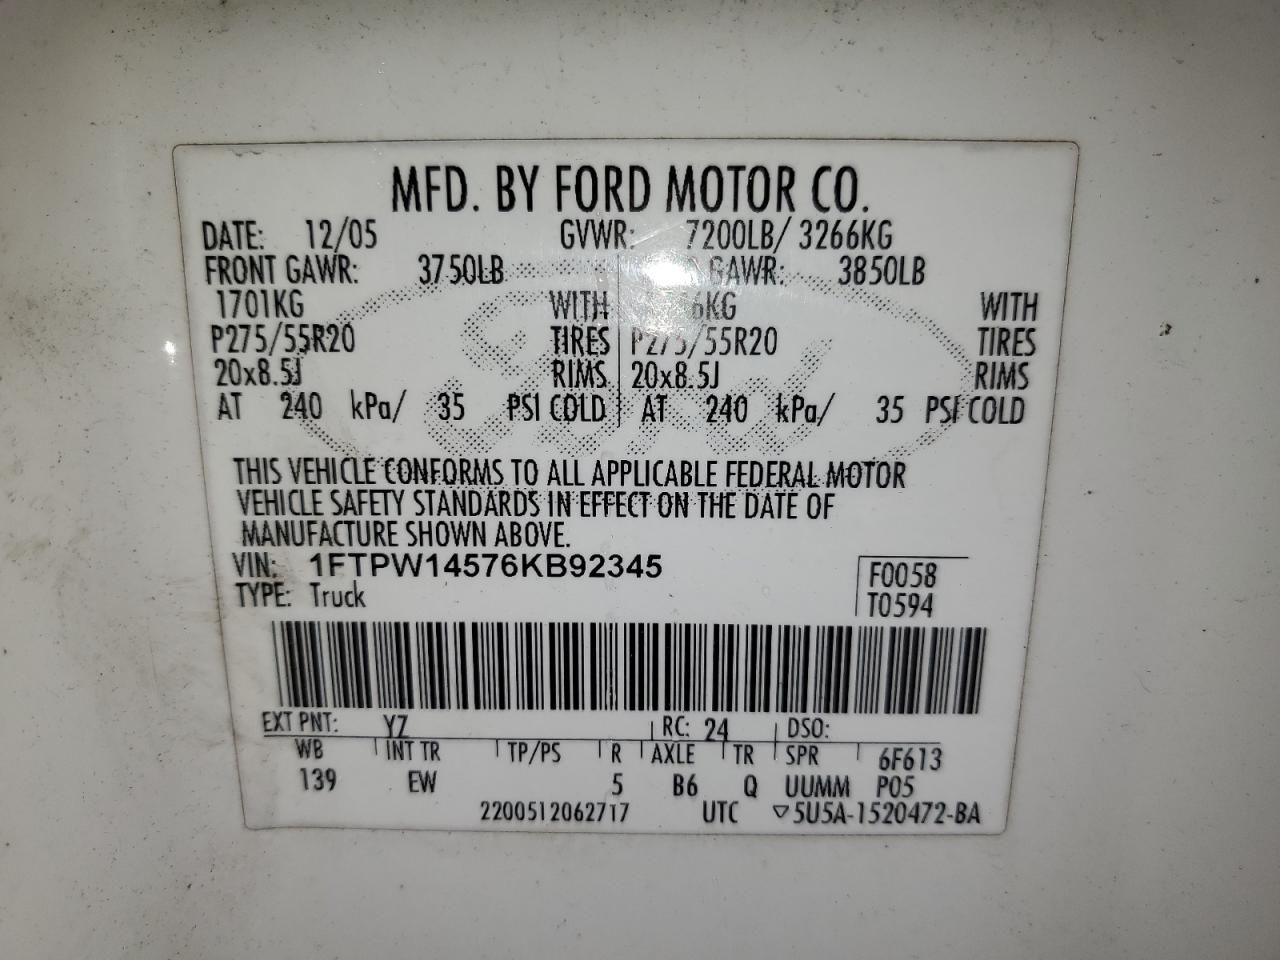 MFD. BY FORD MOTOR CO.
DATE: 12/05 GVWR: 7200LB/ 3266KG
FRONT GAWR: 3750LB GAWR: 3850LB
1701KG WITH WITH
P275/55R20 TIRES P275/55R20 TIRES
20x8.5J RIMS 20x8.5J RIMS
AT 240 kPa/ 35 PSI COLD AT 240 kPa/ 35 PSI COLD
Ford
THIS VEHICLE CONFORMS TO ALL APPLICABLE FEDERAL MOTOR
VEHICLE SAFETY STANDARDS IN EFFECT ON THE DATE OF
MANUFACTURE SHOWN ABOVE.
VIN: 1FTPW14576KB92345
TYPE: Truck
F0058
T0594
EXT PNT: YZ RC: 24 DSO:
WB INT TR TP/PS R AXLE TR SPR 6F613
139 EW 5 B6 Q UUMM P05
2200512062717 UTC ▽5U5A-1520472-BA